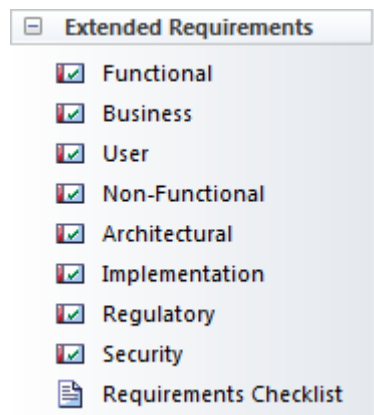 Extended Requirements
Functional
Business
User
Non-Functional
Architectural
Implementation
Regulatory
Security
Requirements Checklist